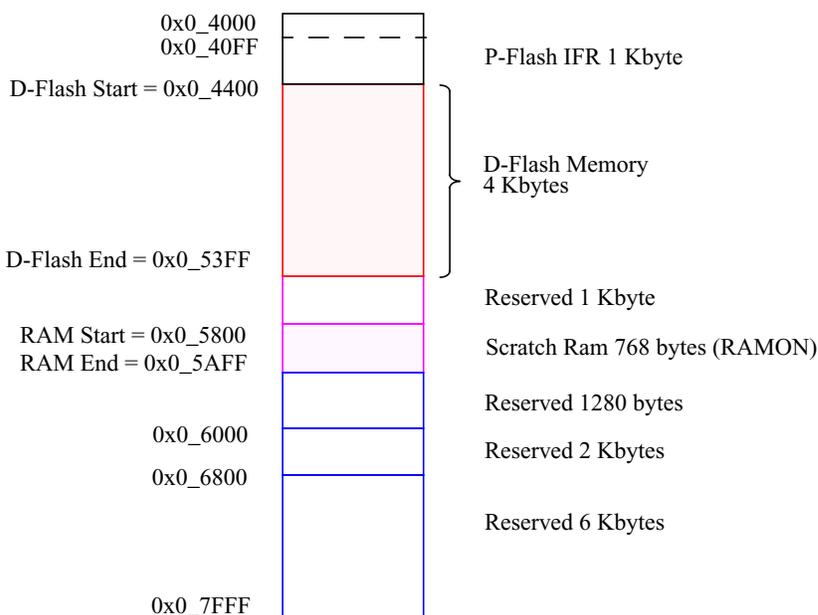 0x0_4000
0x0_40FF
P-Flash IFR 1 Kbyte
D-Flash Start = 0x0_4400
D-Flash Memory
4 Kbytes
D-Flash End = 0x0_53FF
Reserved 1 Kbyte
RAM Start = 0x0_5800
Scratch Ram 768 bytes (RAMON)
RAM End = 0x0_5AFF
Reserved 1280 bytes
0x0_6000
Reserved 2 Kbytes
0x0_6800
Reserved 6 Kbytes
0x0_7FFF